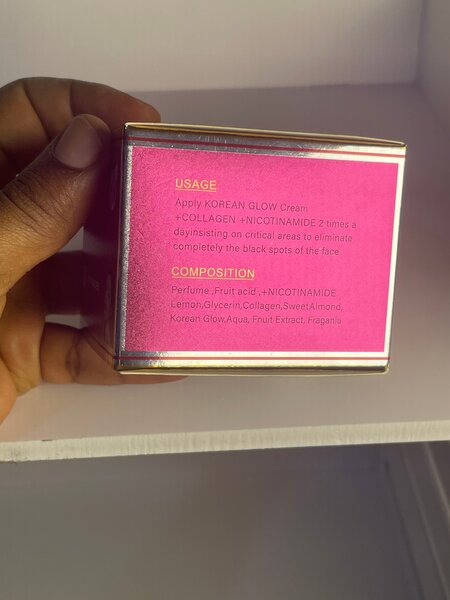 USAGE
Apply KOREAN GLOW Cream
+COLLAGEN +NICOTINAMIDE 2 times a
dayinsisting on critical areas to eliminate
completely the black spots of the face
COMPOSITION
Perfume ,Fruit acid ,+NICOTINAMIDE
Lemon,Glycerin,Collagen,SweetAlmond,
Korean Glow,Aqua, Fruit Extract, Fragania